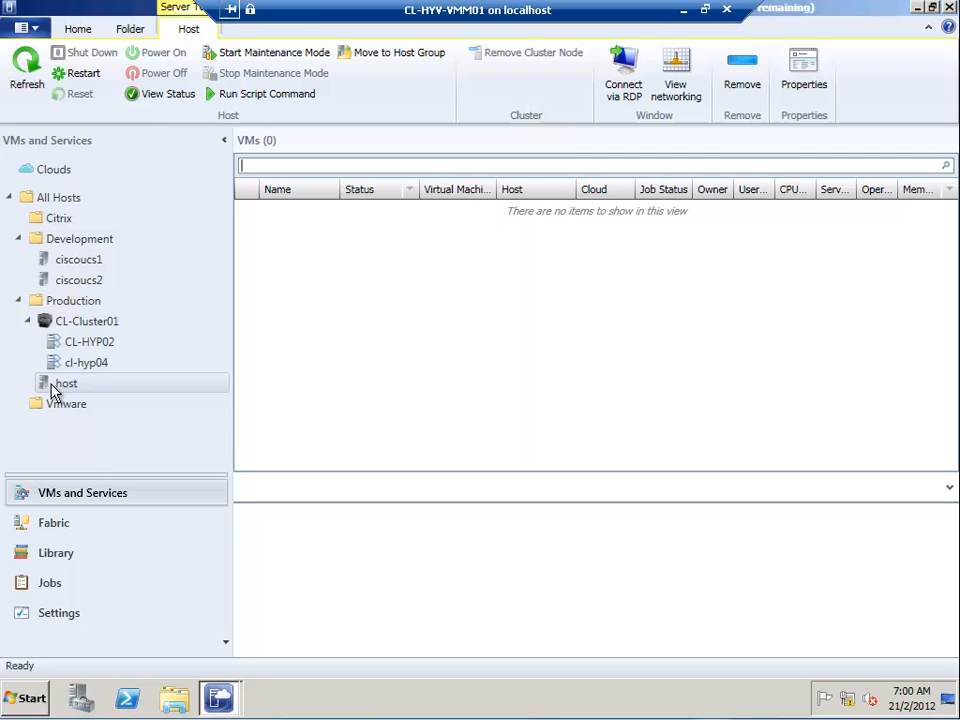 Server To
CL-HYV-VMM01 on localhost
remaining)
Home
Folder
Host
Refresh
Shut Down
Restart
Reset
Power On
Power Off
View Status
Start Maintenance Mode
Stop Maintenance Mode
Run Script Command
Move to Host Group
Host
Remove Cluster Node
Cluster
Connect
via RDP
View
networking
Window
Remove
Remove
Properties
Properties
VMs and Services
Clouds
All Hosts
Citrix
Development
ciscoucs1
ciscoucs2
Production
CL-Cluster01
CL-HYP02
cl-hyp04
host
Vmware
VMs and Services
Fabric
Library
Jobs
Settings
VMs (0)
Name
Status
Virtual Machi...
Host
Cloud
Job Status
Owner
User...
CPU...
Serv...
Oper...
Mem...
There are no items to show in this view
Ready
Start
7:00 AM
21/2/2012